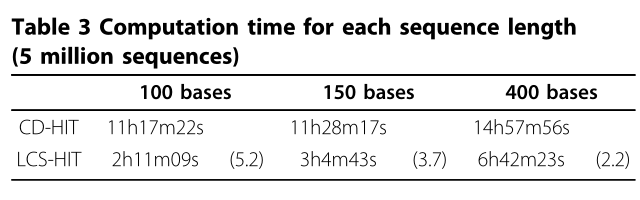 Table 3 Computation time for each sequence length
(5 million sequences)
100 bases 150 bases 400 bases
CD-HIT 11h17m22s 11h28m17s 14h57m56s
LCS-HIT 2h11m09s (5.2) 3h4m43s (3.7) 6h42m23s (2.2)